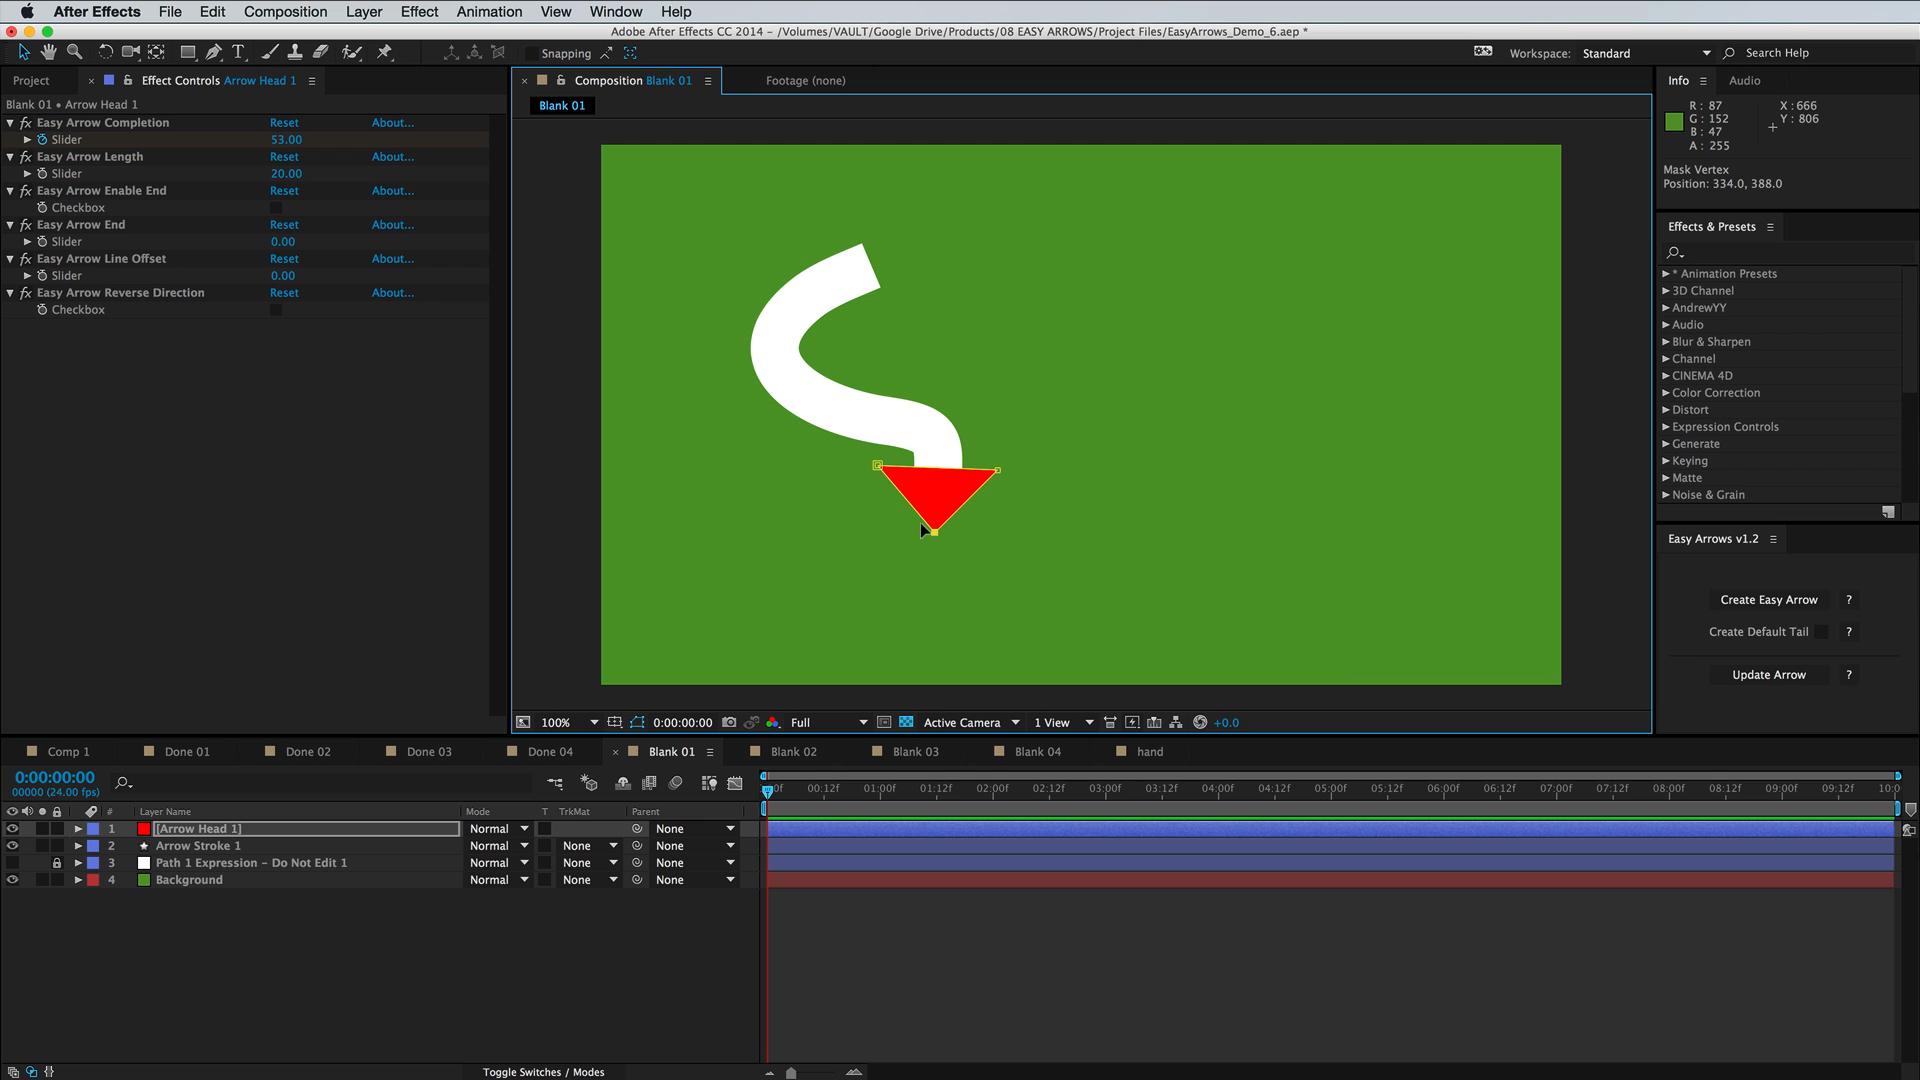 After Effects File Edit Composition Layer Effect Animation View Window Help
Adobe After Effects CC 2014 - /Volumes/VAULT/Google Drive/Products/08 EASY ARROWS/Project Files/EasyArrows_Demo_6.aep *
Snapping Workspace: Standard Search Help
Project Effect Controls Arrow Head 1 Composition Blank 01 Footage (none) Info Audio
Blank 01 • Arrow Head 1
Blank 01
fx Easy Arrow Completion Reset About...
Slider 53.00
fx Easy Arrow Length Reset About...
Slider 20.00
fx Easy Arrow Enable End Reset About...
Checkbox
fx Easy Arrow End Reset About...
Slider 0.00
fx Easy Arrow Line Offset Reset About...
Slider 0.00
fx Easy Arrow Reverse Direction Reset About...
Checkbox
R: 87 X: 666
G: 152 Y: 806
B: 47
A: 255
Mask Vertex
Position: 334.0, 388.0
Effects & Presets
* Animation Presets
3D Channel
AndrewYY
Audio
Blur & Sharpen
Channel
CINEMA 4D
Color Correction
Distort
Expression Controls
Generate
Keying
Matte
Noise & Grain
Easy Arrows v1.2
Create Easy Arrow ?
Create Default Tail ?
Update Arrow ?
100% 0:00:00:00 Full Active Camera 1 View +0.0
Comp 1 Done 01 Done 02 Done 03 Done 04 Blank 01 Blank 02 Blank 03 Blank 04 hand
0:00:00:00
00000 (24.00 fps)
00f 00:12f 01:00f 01:12f 02:00f 02:12f 03:00f 03:12f 04:00f 04:12f 05:00f 05:12f 06:00f 06:12f 07:00f 07:12f 08:00f 08:12f 09:00f 09:12f 10:0
# Layer Name Mode T TrkMat Parent
1 [Arrow Head 1] Normal None
2 Arrow Stroke 1 Normal None None
3 Path 1 Expression - Do Not Edit 1 Normal None None
4 Background Normal None None
Toggle Switches / Modes